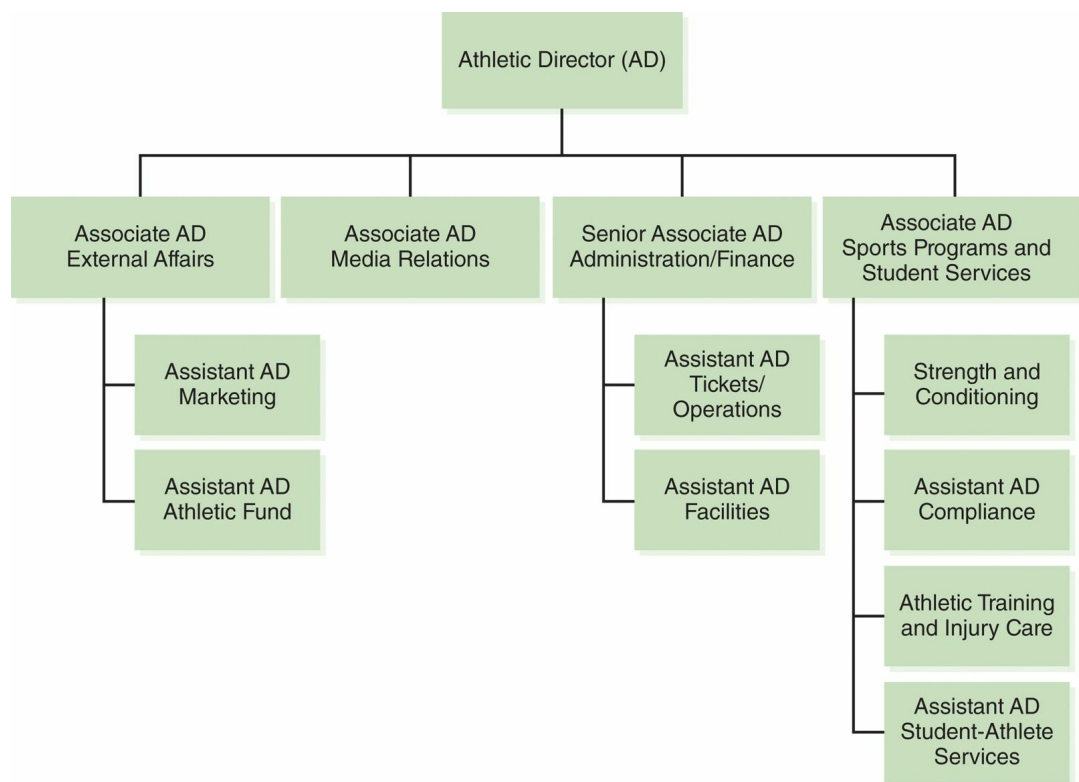 Athletic Director (AD)
Associate AD
External Affairs
Associate AD
Media Relations
Senior Associate AD
Administration/Finance
Associate AD
Sports Programs and
Student Services
Assistant AD
Marketing
Assistant AD
Athletic Fund
Assistant AD
Tickets/
Operations
Assistant AD
Facilities
Strength and
Conditioning
Assistant AD
Compliance
Athletic Training
and Injury Care
Assistant AD
Student-Athlete
Services